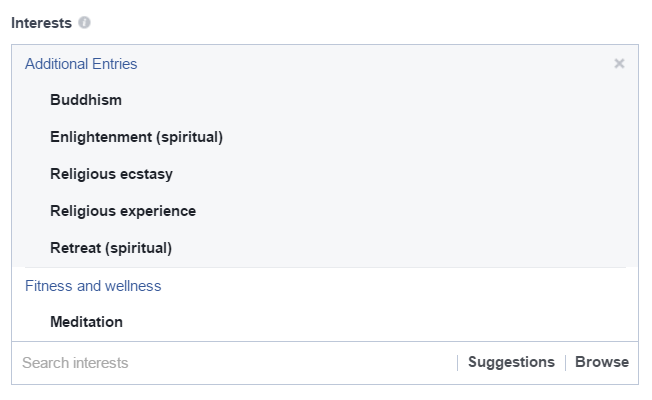 Interests
Additional Entries
Buddhism
Enlightenment (spiritual)
Religious ecstasy
Religious experience
Retreat (spiritual)
Fitness and wellness
Meditation
Search interests
Suggestions
Browse